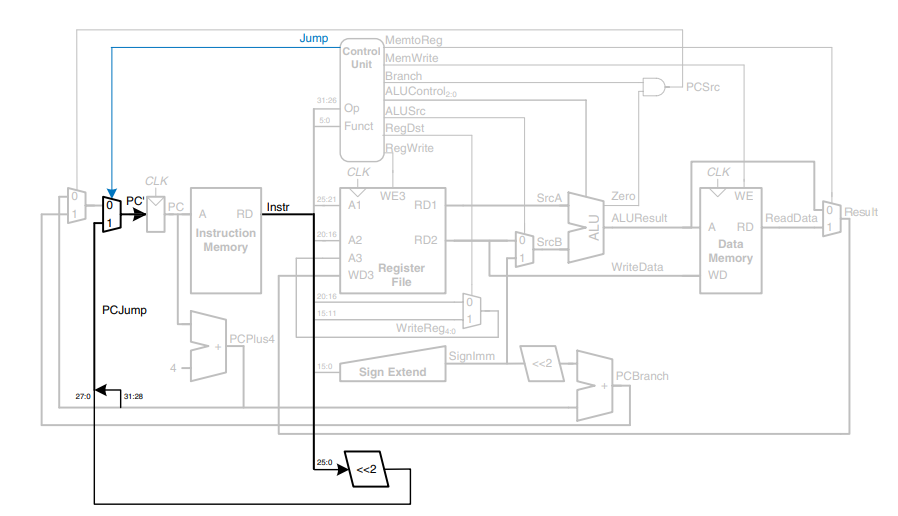 Jump
MemtoReg
Control
Unit
MemWrite
Branch
ALUControl2:0
PCSrc
31:26
Op
ALUSrc
5:0
Funct
RegDst
RegWrite
CLK
CLK
CLK
0
1
0
1
PC'
PC
A
RD
Instruction
Memory
Instr
25:21
A1
WE3
RD1
SrcA
Zero
ALU
ALUResult
WE
A
RD
Data
Memory
WD
ReadData
0
1
Result
20:16
A2
RD2
0
1
SrcB
A3
WD3
Register
File
WriteData
20:16
0
15:11
1
WriteReg4:0
PCJump
PCPlus4
+
4
SignImm
15:0
Sign Extend
<<2
+
PCBranch
27:0
31:28
25:0
<<2